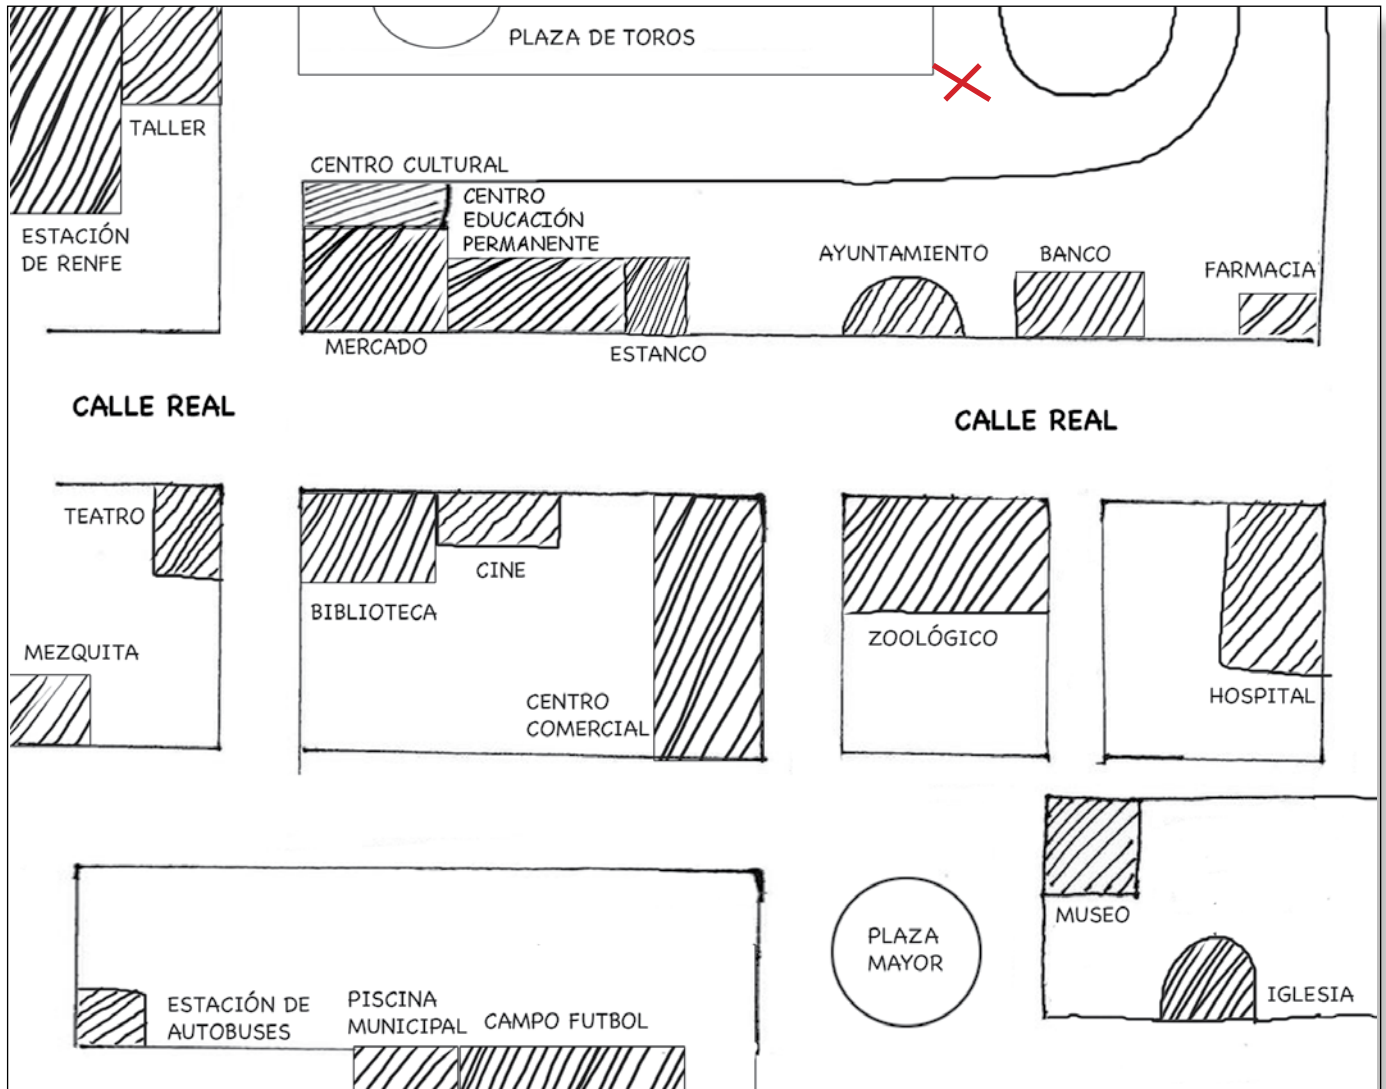 PLAZA DE TOROS
TALLER
CENTRO CULTURAL
CENTRO
EDUCACIÓN
PERMANENTE
ESTACIÓN
DE RENFE
AYUNTAMIENTO
BANCO
FARMACIA
MERCADO
ESTANCO
CALLE REAL
CALLE REAL
TEATRO
CINE
BIBLIOTECA
ZOOLÓGICO
MEZQUITA
CENTRO
COMERCIAL
HOSPITAL
MUSEO
PLAZA
MAYOR
IGLESIA
ESTACIÓN DE
AUTOBUSES
PISCINA
MUNICIPAL
CAMPO FUTBOL